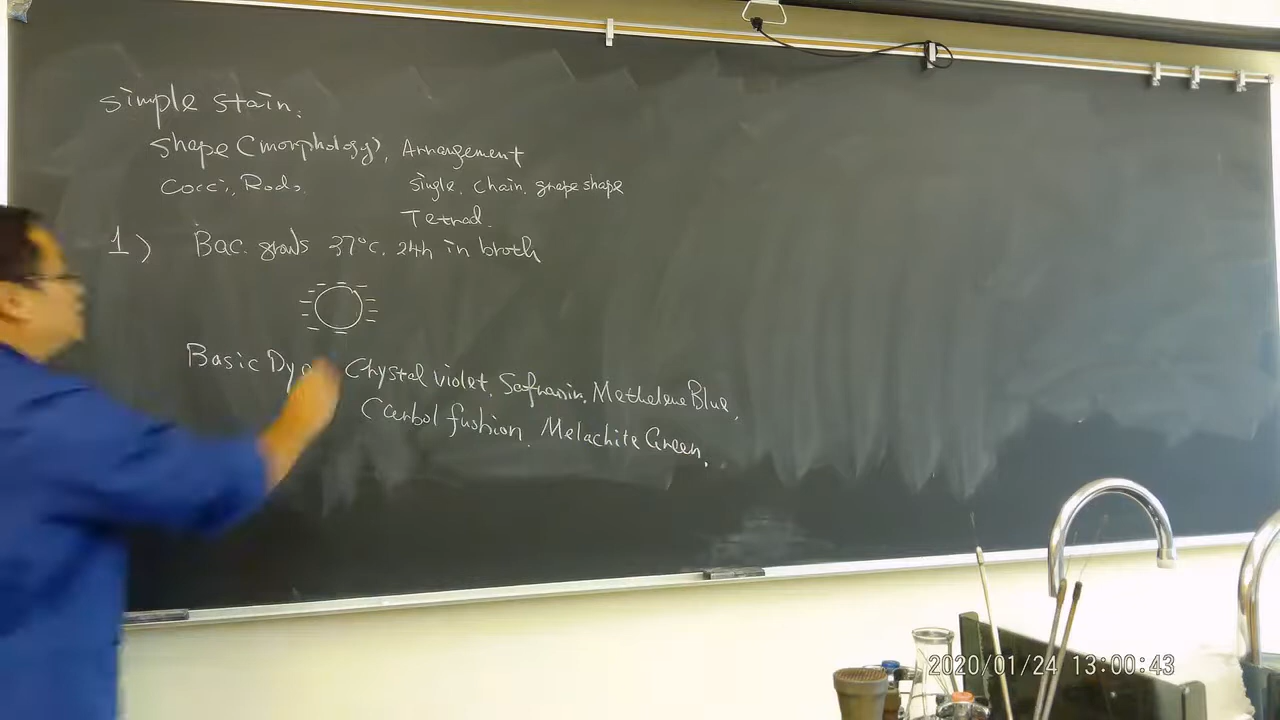 simple stain.
shape (morphology), Arrangement
Cocci, Rods. single. chain. grape shape
Tetrad.
1) Bac. grows 37°C. 24h in broth
Basic Dye Chrystal violet. Safranin. Methelene Blue,
Carbol fushion. Melachite Green.
2020/01/24 13:00:43